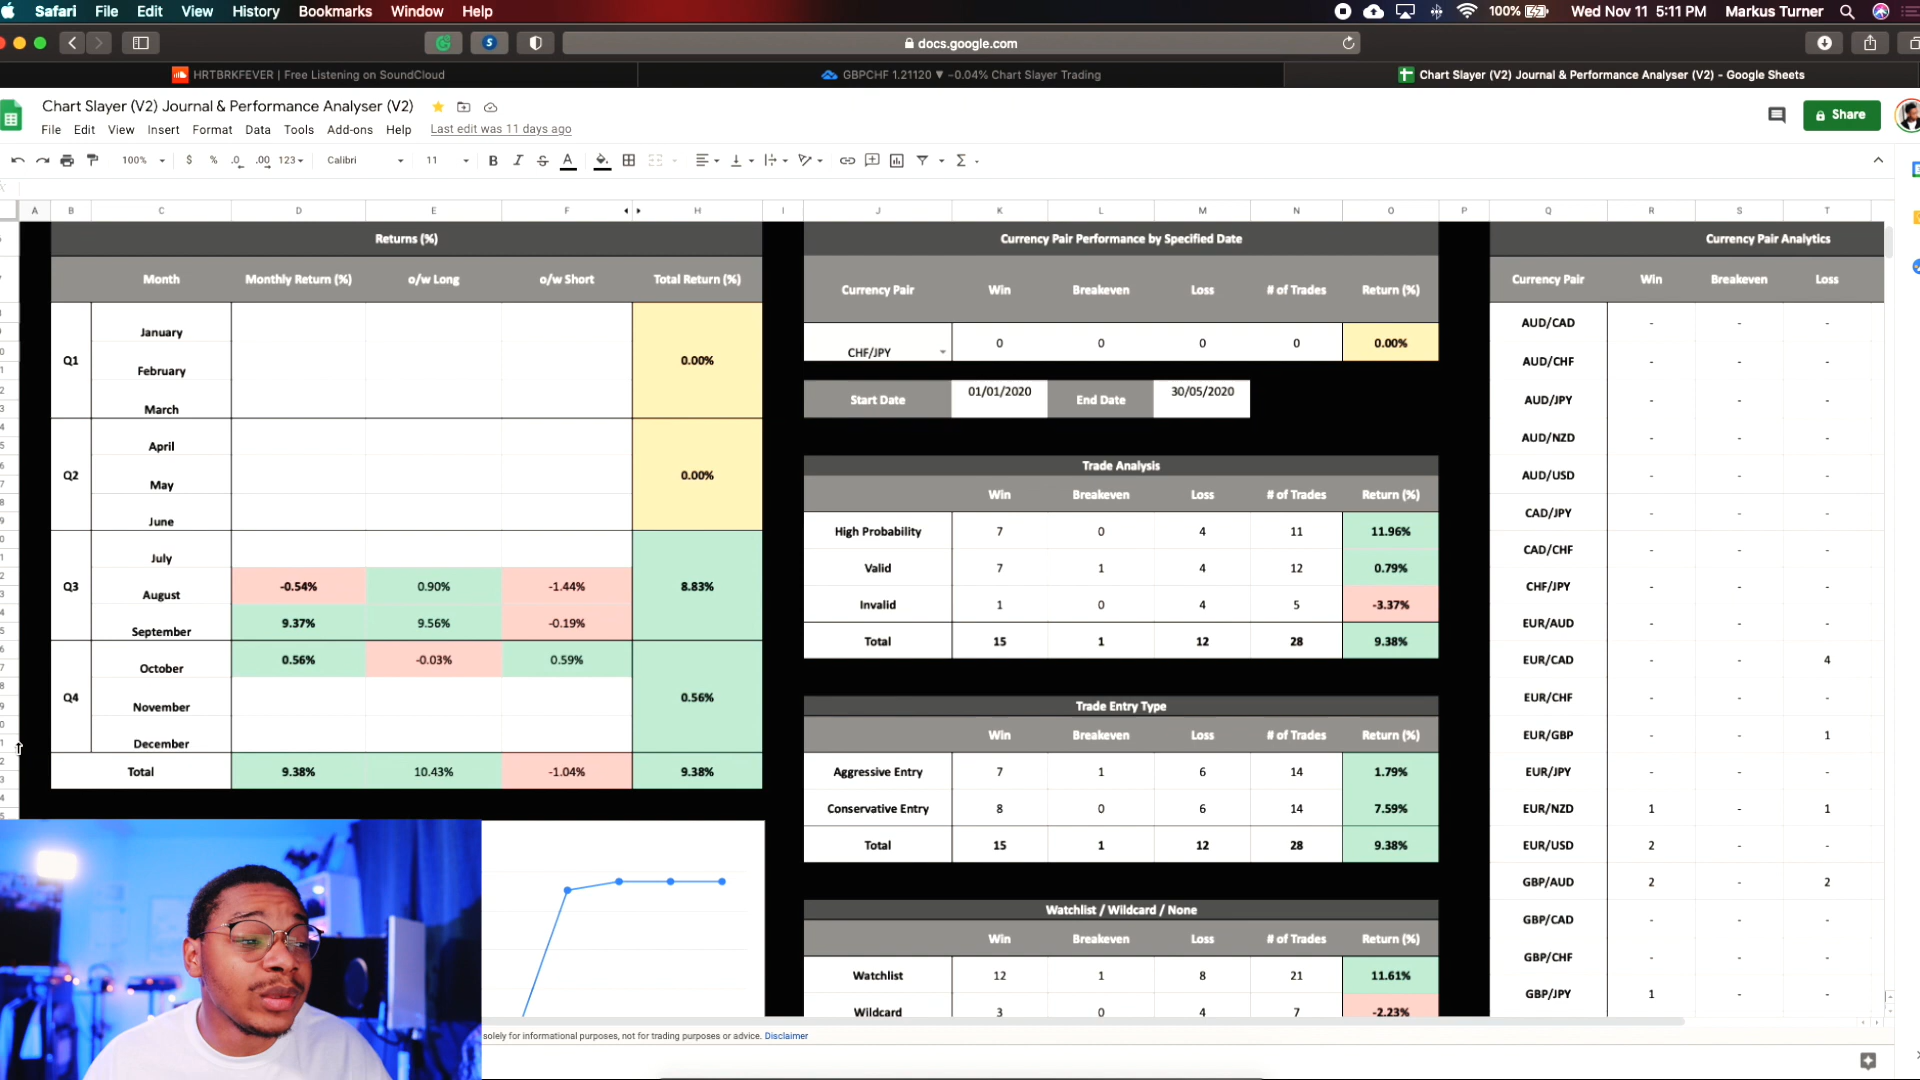 Safari File Edit View History Bookmarks Window Help 100% Wed Nov 11 5:11 PM Markus Turner
docs.google.com
HRTBRKFEVER | Free Listening on SoundCloud
GBPCHF 1.21120 ▼ −0.04% Chart Slayer Trading
Chart Slayer (V2) Journal & Performance Analyser (V2) - Google Sheets
Chart Slayer (V2) Journal & Performance Analyser (V2)
File Edit View Insert Format Data Tools Add-ons Help Last edit was 11 days ago
Share
100% $ % .0 .00 123 Calibri 11 B I S A
A B C D E F H I J K L M N O P Q R S T
Returns (%)
Month Monthly Return (%) o/w Long o/w Short Total Return (%)
Q1 January 0.00%
February
March
Q2 April 0.00%
May
June
Q3 July 8.83%
August -0.54% 0.90% -1.44%
September 9.37% 9.56% -0.19%
Q4 October 0.56% -0.03% 0.59% 0.56%
November
December
Total 9.38% 10.43% -1.04% 9.38%
Currency Pair Performance by Specified Date
Currency Pair Win Breakeven Loss # of Trades Return (%)
CHF/JPY 0 0 0 0 0.00%
Start Date 01/01/2020 End Date 30/05/2020
Trade Analysis
Win Breakeven Loss # of Trades Return (%)
High Probability 7 0 4 11 11.96%
Valid 7 1 4 12 0.79%
Invalid 1 0 4 5 -3.37%
Total 15 1 12 28 9.38%
Trade Entry Type
Win Breakeven Loss # of Trades Return (%)
Aggressive Entry 7 1 6 14 1.79%
Conservative Entry 8 0 6 14 7.59%
Total 15 1 12 28 9.38%
Watchlist / Wildcard / None
Win Breakeven Loss # of Trades Return (%)
Watchlist 12 1 8 21 11.61%
Wildcard 3 0 4 7 -2.23%
Currency Pair Analytics
Currency Pair Win Breakeven Loss
AUD/CAD - - -
AUD/CHF - - -
AUD/JPY - - -
AUD/NZD - - -
AUD/USD - - -
CAD/JPY - - -
CAD/CHF - - -
CHF/JPY - - -
EUR/AUD - - -
EUR/CAD - - 4
EUR/CHF - - -
EUR/GBP - - 1
EUR/JPY - - -
EUR/NZD 1 - 1
EUR/USD 2 - -
GBP/AUD 2 - 2
GBP/CAD - - -
GBP/CHF - - -
GBP/JPY 1 - -
solely for informational purposes, not for trading purposes or advice. Disclaimer